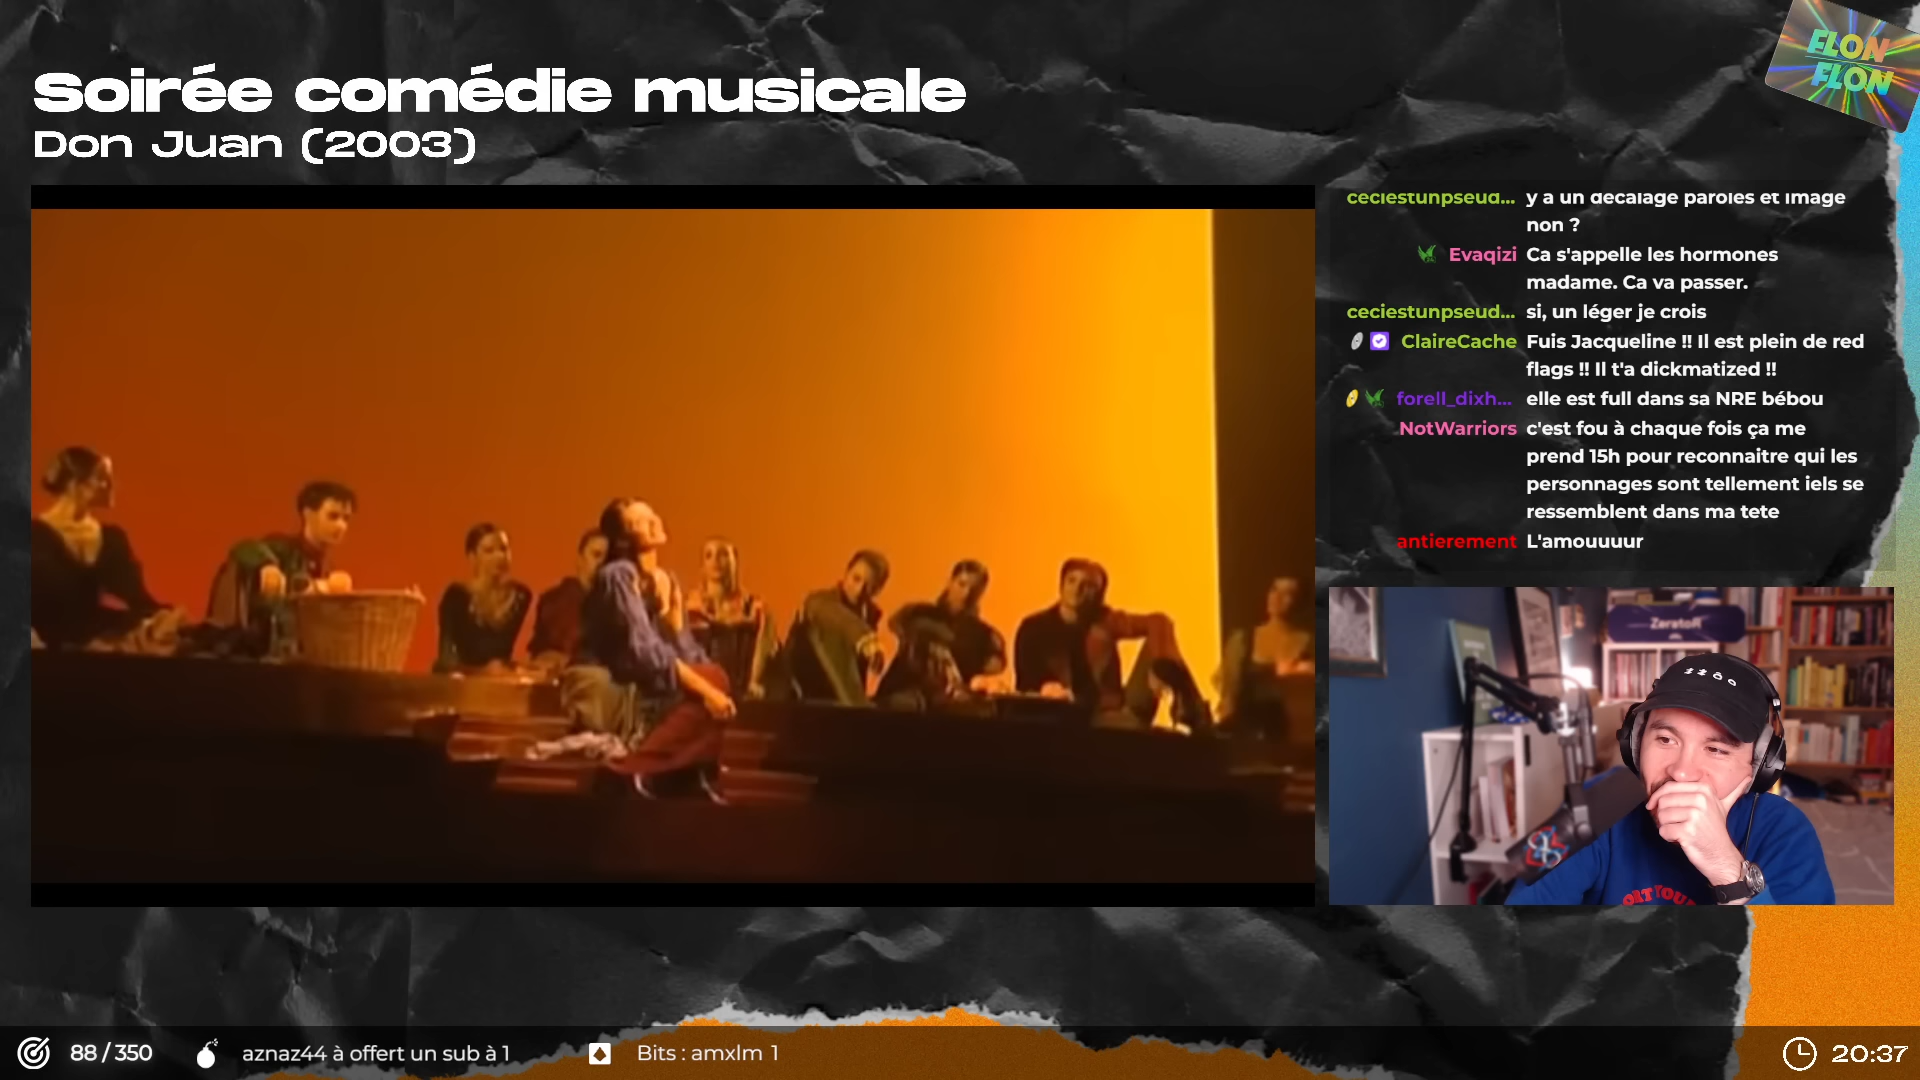 Soirée comédie musicale
Don Juan (2003)
FLON
FLON
ceciestunpseud... y a un décalage paroles et image
non ?
Evaqizi Ca s'appelle les hormones
madame. Ca va passer.
ceciestunpseud... si, un léger je crois
ClaireCache Fuis Jacqueline !! Il est plein de red
flags !! Il t'a dickmatized !!
forell_dixh... elle est full dans sa NRE bébou
NotWarriors c'est fou à chaque fois ça me
prend 15h pour reconnaitre qui les
personnages sont tellement iels se
ressemblent dans ma tete
antierement L'amouuuur
ZeratoR
88 / 350
aznaz44 à offert un sub à 1
Bits : amxlm 1
20:37